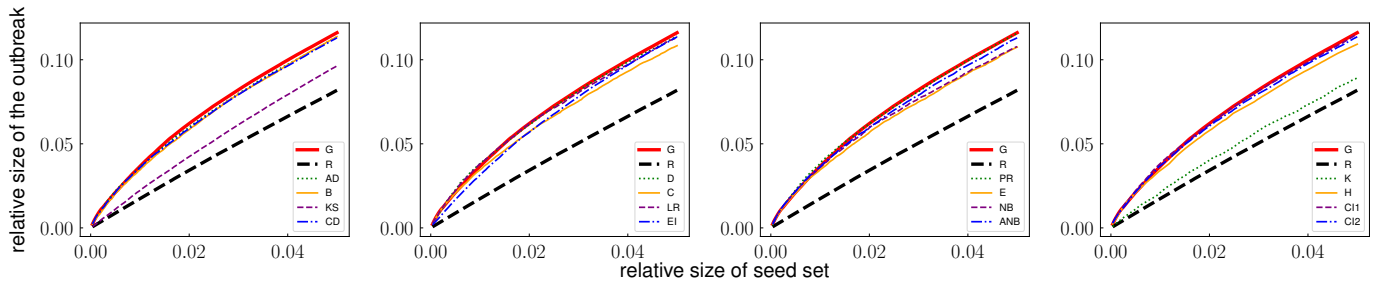 relative size of the outbreak
0.10
0.05
0.00
0.00
0.02
0.04
G
R
AD
B
KS
CD
0.10
0.05
0.00
0.00
0.02
0.04
G
R
D
C
LR
EI
0.10
0.05
0.00
0.00
0.02
0.04
G
R
PR
E
NB
ANB
0.10
0.05
0.00
0.00
0.02
0.04
G
R
K
H
CI1
CI2
relative size of seed set